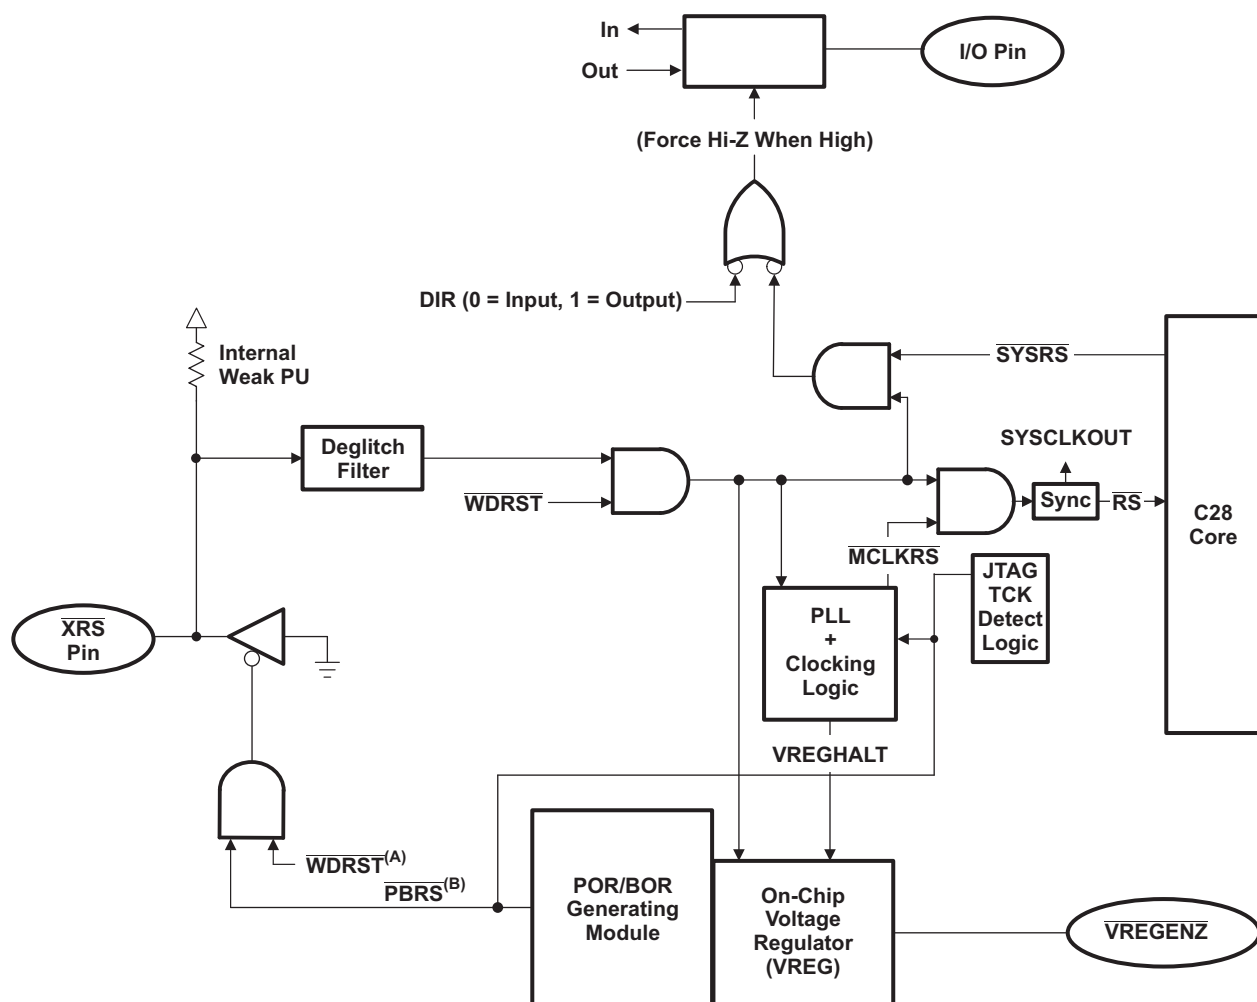 In
Out
I/O Pin
(Force Hi-Z When High)
DIR (0 = Input, 1 = Output)
Internal
Weak PU
SYSRS
Deglitch
Filter
WDRST
SYSCLKOUT
Sync
RS
C28
Core
MCLKRS
JTAG
TCK
Detect
Logic
XRS
Pin
PLL
+
Clocking
Logic
VREGHALT
WDRST(A)
PBRS(B)
POR/BOR
Generating
Module
On-Chip
Voltage
Regulator
(VREG)
VREGENZ